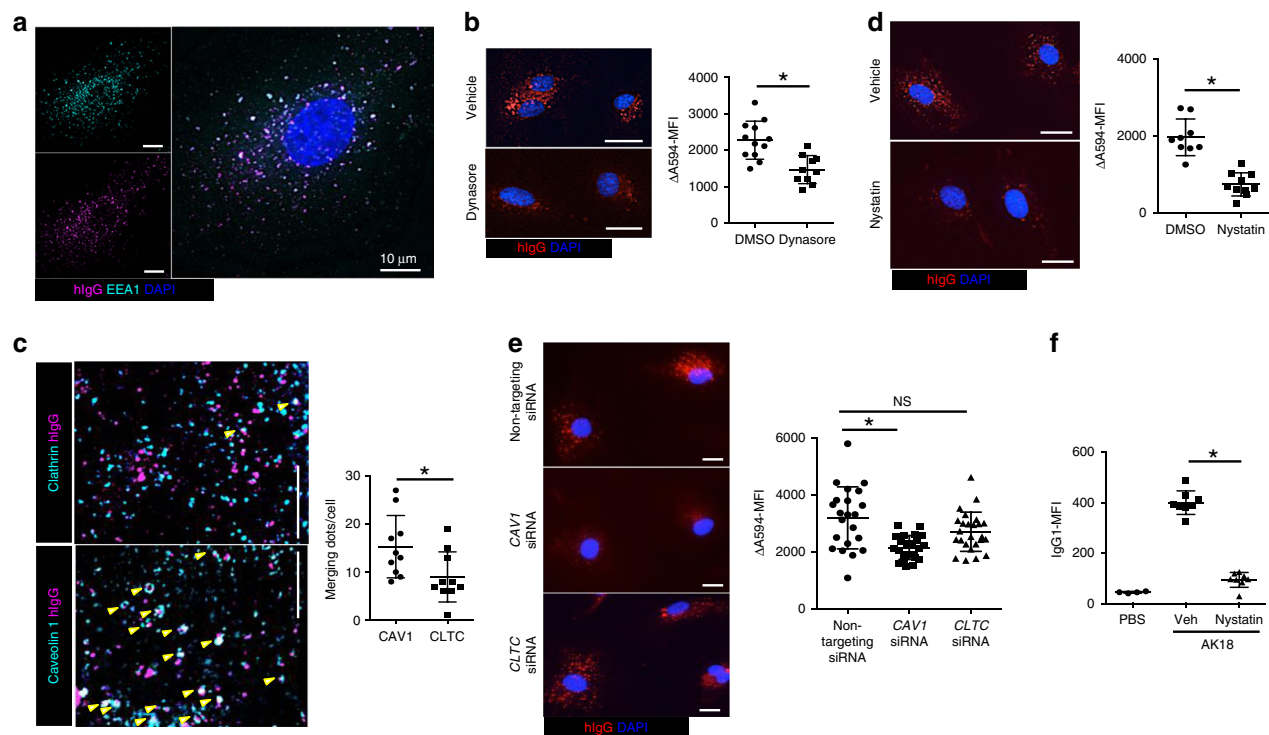 a
10 μm
hIgG EEA1 DAPI
b
Vehicle
Dynasore
hIgG DAPI
ΔA594-MFI
4000
3000
2000
1000
0
*
DMSO Dynasore
d
Vehicle
Nystatin
hIgG DAPI
ΔA594-MFI
4000
2000
0
*
DMSO Nystatin
c
Clathrin hIgG
Caveolin 1 hIgG
Merging dots/cell
30
20
10
0
*
CAV1 CLTC
e
Non-targeting
siRNA
CAV1
siRNA
CLTC
siRNA
hIgG DAPI
ΔA594-MFI
6000
4000
2000
0
NS
*
Non-
targeting
siRNA
CAV1
siRNA
CLTC
siRNA
f
IgG1-MFI
600
400
200
0
*
PBS Veh Nystatin
AK18